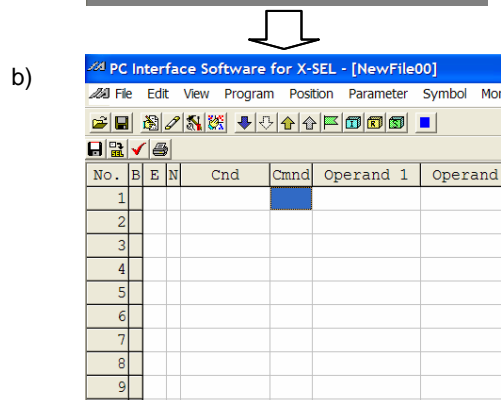 b)
PC Interface Software for X-SEL - [NewFile00]
File Edit View Program Position Parameter Symbol Mor
No. B E N Cnd Cmnd Operand 1 Operand
1
2
3
4
5
6
7
8
9